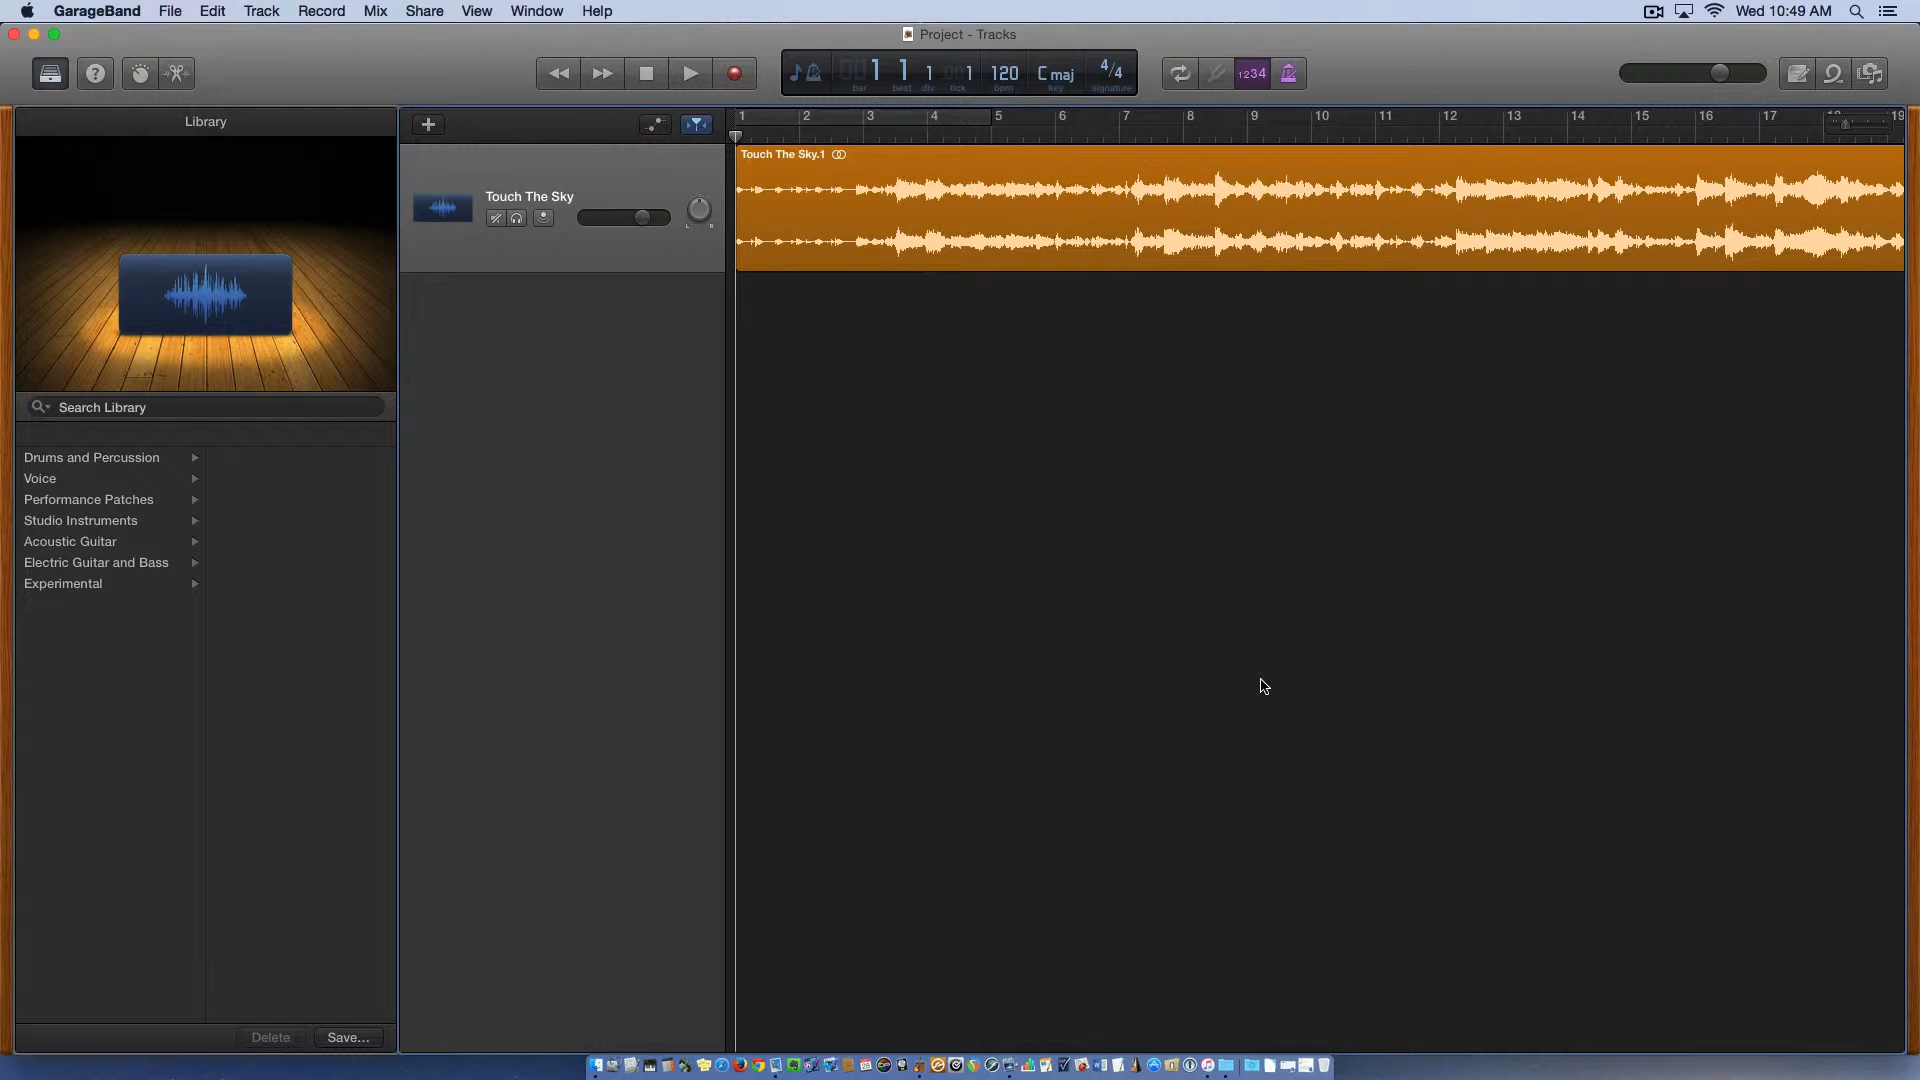 GarageBand File Edit Track Record Mix Share View Window Help
Wed 10:49 AM
Project - Tracks
1 1 1 1 120 C maj 4/4
bar beat div tick bpm key signature
1234
Library
1 2 3 4 5 6 7 8 9 10 11 12 13 14 15 16 17 18 19
Touch The Sky.1
Touch The Sky
L R
Search Library
Drums and Percussion
Voice
Performance Patches
Studio Instruments
Acoustic Guitar
Electric Guitar and Bass
Experimental
Delete Save...